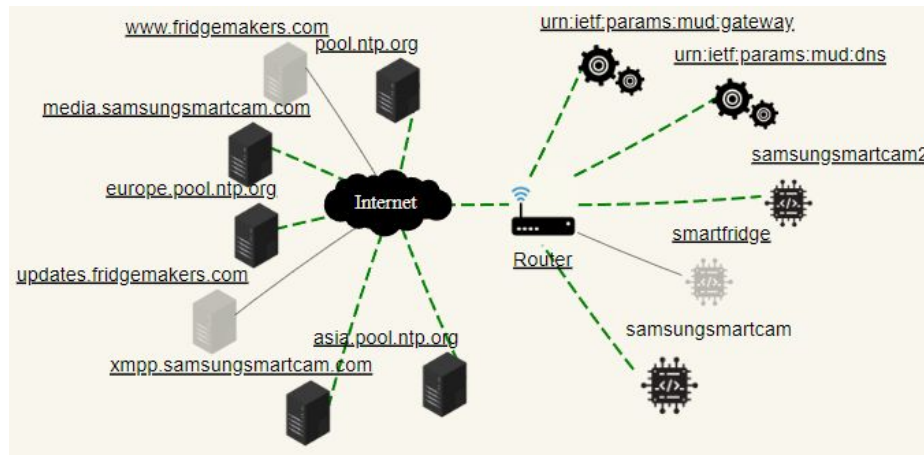 www.fridgemakers.com
pool.ntp.org
media.samsungsmartcam.com
europe.pool.ntp.org
updates.fridgemakers.com
xmpp.samsungsmartcam.com
asia.pool.ntp.org
Internet
Router
urn:ietf:params:mud:gateway
urn:ietf:params:mud:dns
samsungsmartcam2
smartfridge
samsungsmartcam